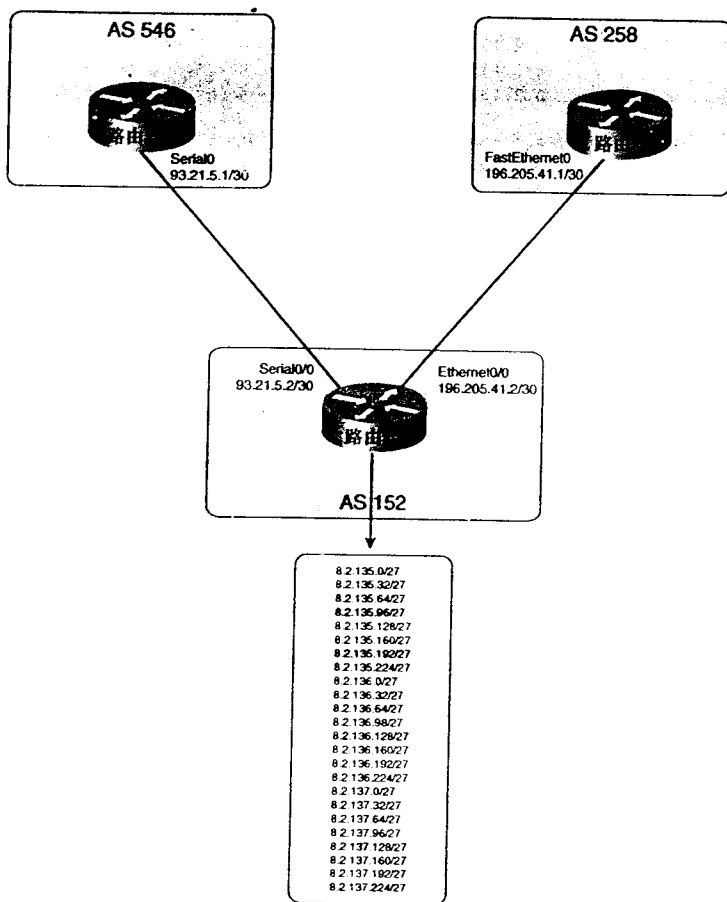 AS 546
AS 258
路由
路由
Serial0
93.21.5.1/30
FastEthernet0
196.205.41.1/30
Serial0/0
93.21.5.2/30
Ethernet0/0
196.205.41.2/30
路由
AS 152
8.2.135.0/27
8.2.135.32/27
8.2.135.64/27
8.2.135.96/27
8.2.135.128/27
8.2.135.160/27
8.2.135.192/27
8.2.135.224/27
8.2.136.0/27
8.2.136.32/27
8.2.136.64/27
8.2.136.98/27
8.2.136.128/27
8.2.136.160/27
8.2.136.192/27
8.2.136.224/27
8.2.137.0/27
8.2.137.32/27
8.2.137.64/27
8.2.137.96/27
8.2.137.128/27
8.2.137.160/27
8.2.137.192/27
8.2.137.224/27